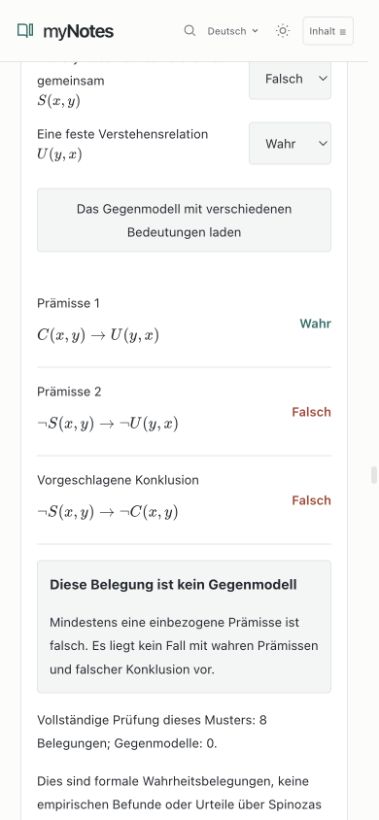 myNotes
Deutsch
Inhalt ≡
gemeinsam
S(x, y)
Falsch
Eine feste Verstehensrelation
U(y, x)
Wahr
Das Gegenmodell mit verschiedenen
Bedeutungen laden
Prämisse 1
C(x, y) → U(y, x)
Wahr
Prämisse 2
¬S(x, y) → ¬U(y, x)
Falsch
Vorgeschlagene Konklusion
¬S(x, y) → ¬C(x, y)
Falsch
Diese Belegung ist kein Gegenmodell
Mindestens eine einbezogene Prämisse ist
falsch. Es liegt kein Fall mit wahren Prämissen
und falscher Konklusion vor.
Vollständige Prüfung dieses Musters: 8
Belegungen; Gegenmodelle: 0.
Dies sind formale Wahrheitsbelegungen, keine
empirischen Befunde oder Urteile über Spinozas